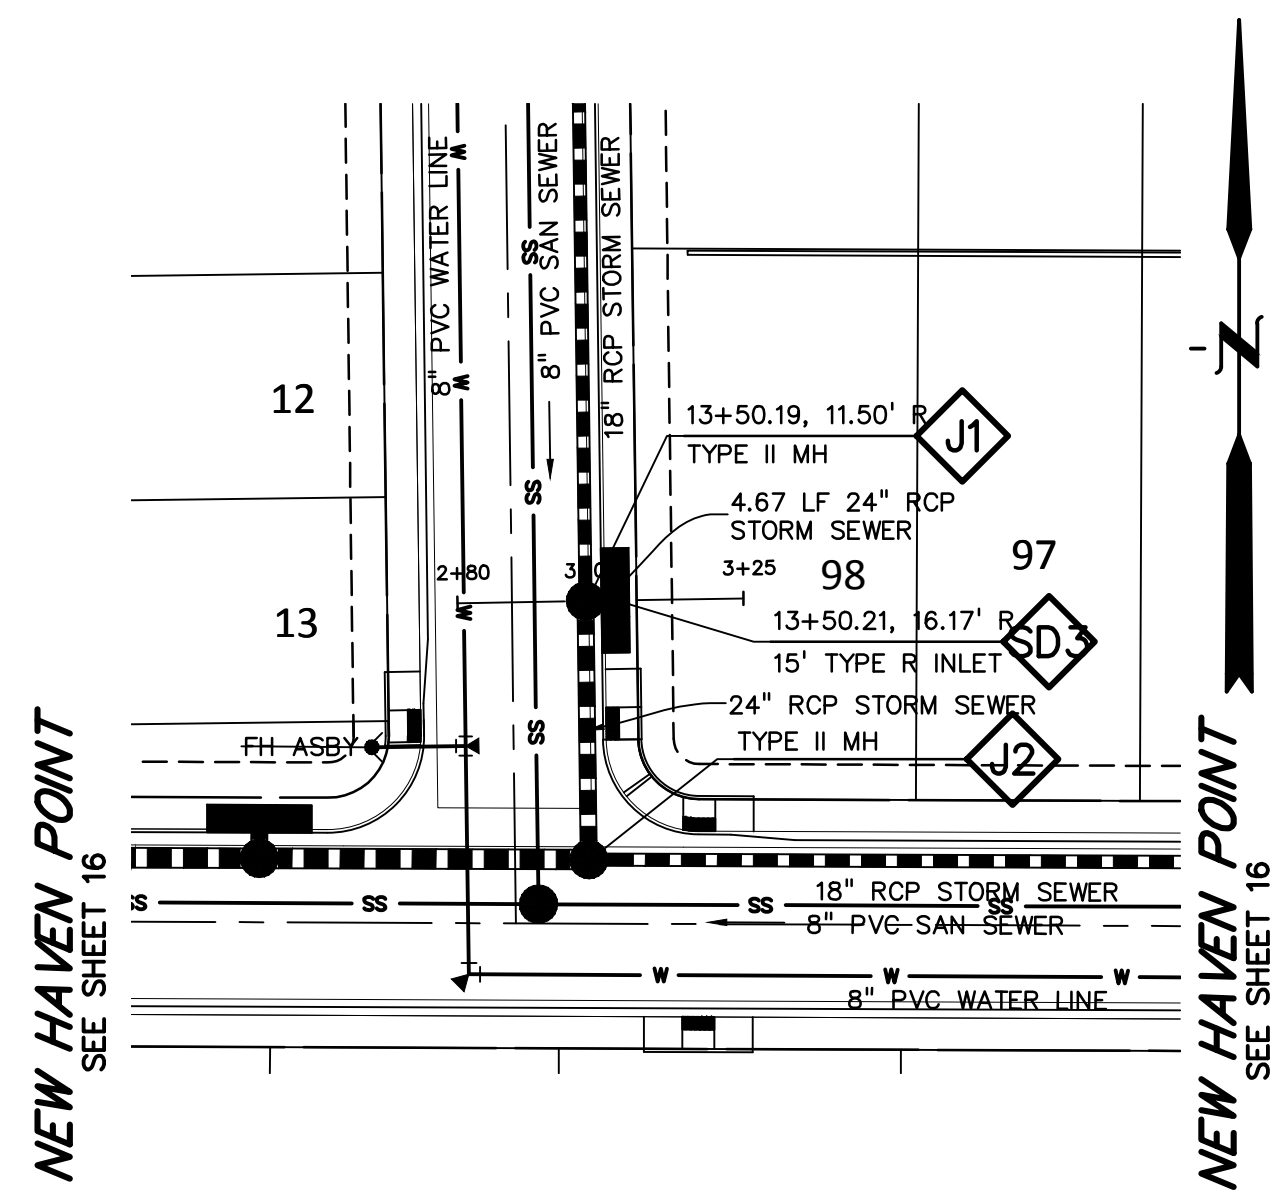 8" PVC WATER LINE
W
W
W
8" PVC SAN SEWER
SS
SS
SS
18" RCP STORM SEWER
N
12
13
13+50.19, 11.50' R
TYPE II MH
J1
4.67 LF 24" RCP
STORM SEWER
2+80
3+25
98
97
13+50.21, 16.17' R
15' TYPE R INLET
SD3
24" RCP STORM SEWER
TYPE II MH
J2
FH ASBY
18" RCP STORM SEWER
SS
SS
SS
SS
8" PVC SAN SEWER
W
W
W
8" PVC WATER LINE
NEW HAVEN POINT
SEE SHEET 16
NEW HAVEN POINT
SEE SHEET 16